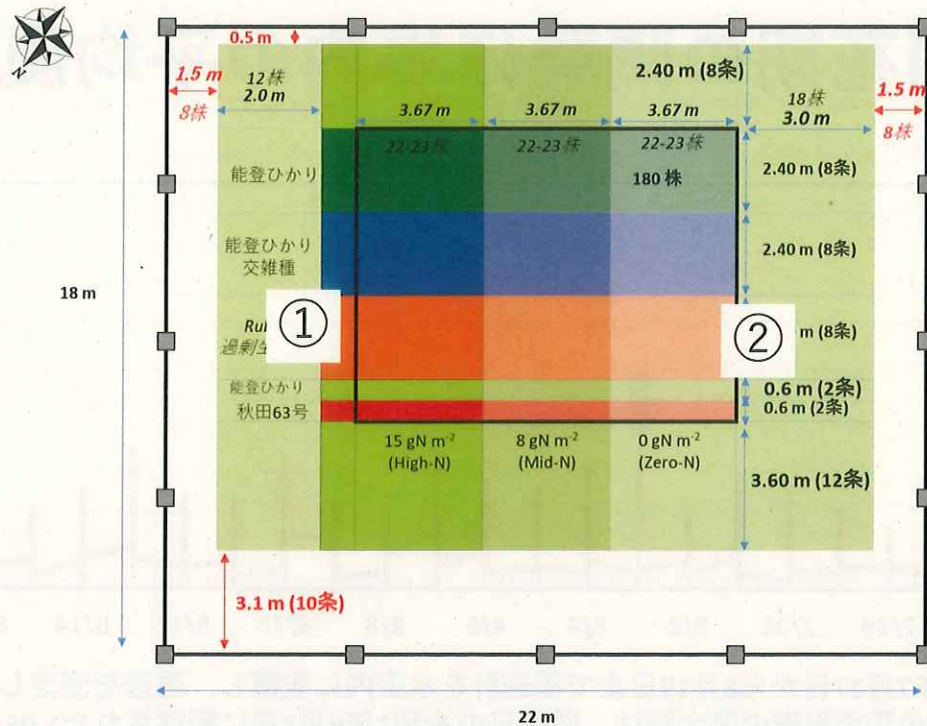 N
0.5 m
1.5 m
8株
12株
2.0 m
2.40 m (8条)
18株
3.0 m
1.5 m
8株
3.67 m
3.67 m
3.67 m
22-23株
22-23株
22-23株
180 株
能登ひかり
2.40 m (8条)
能登ひかり
交雑種
2.40 m (8条)
18 m
①
②
過剰
m (8条)
能登ひかり
0.6 m (2条)
秋田63号
0.6 m (2条)
15 gN m⁻²
(High-N)
8 gN m⁻²
(Mid-N)
0 gN m⁻²
(Zero-N)
3.60 m (12条)
3.1 m (10条)
22 m